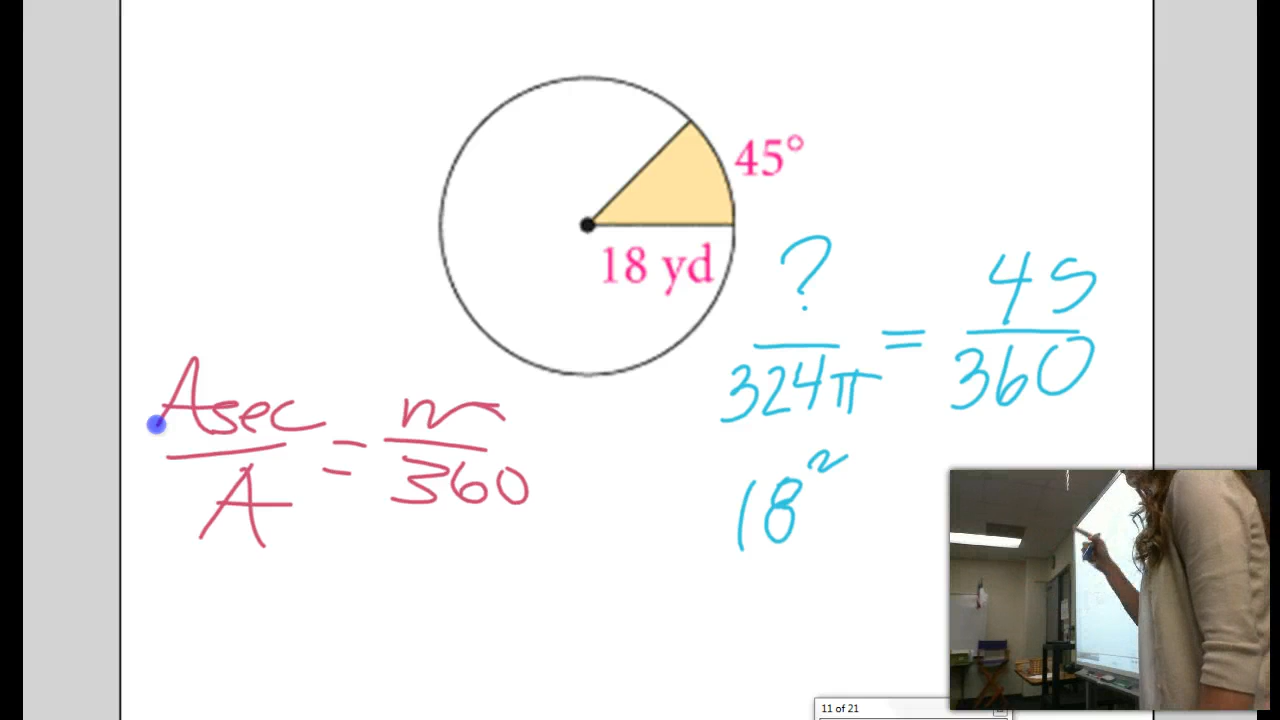 45°
18 yd
?/324π = 45/360
18²
Asec/A = m/360
11 of 21